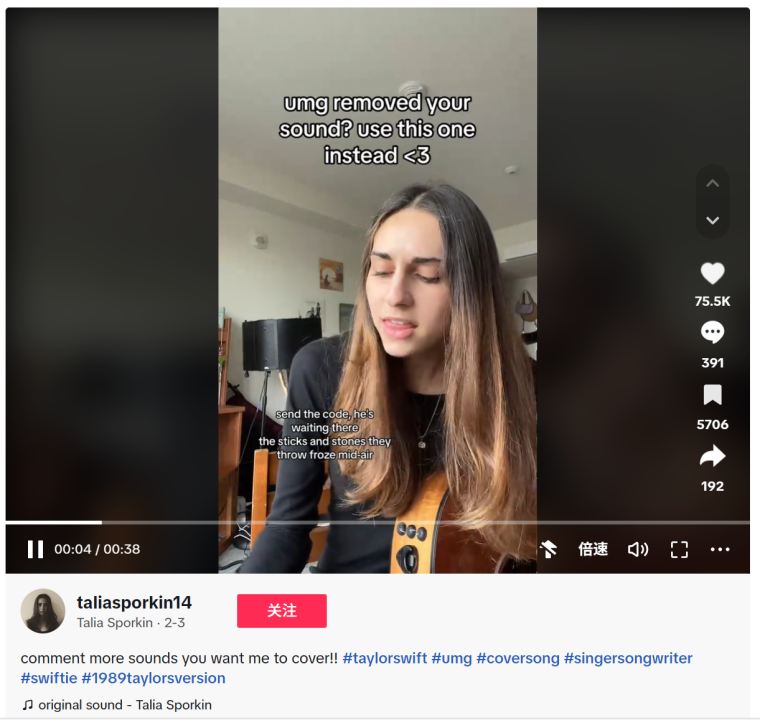 umg removed your
sound? use this one
instead <3
75.5K
391
5706
192
send the code, he's
waiting there
the sticks and stones they
throw froze mid-air
00:04 / 00:38
倍速
taliasporkin14
Talia Sporkin · 2-3
关注
comment more sounds you want me to cover!! #taylorswift #umg #coversong #singersongwriter
#swiftie #1989taylorsversion
original sound - Talia Sporkin